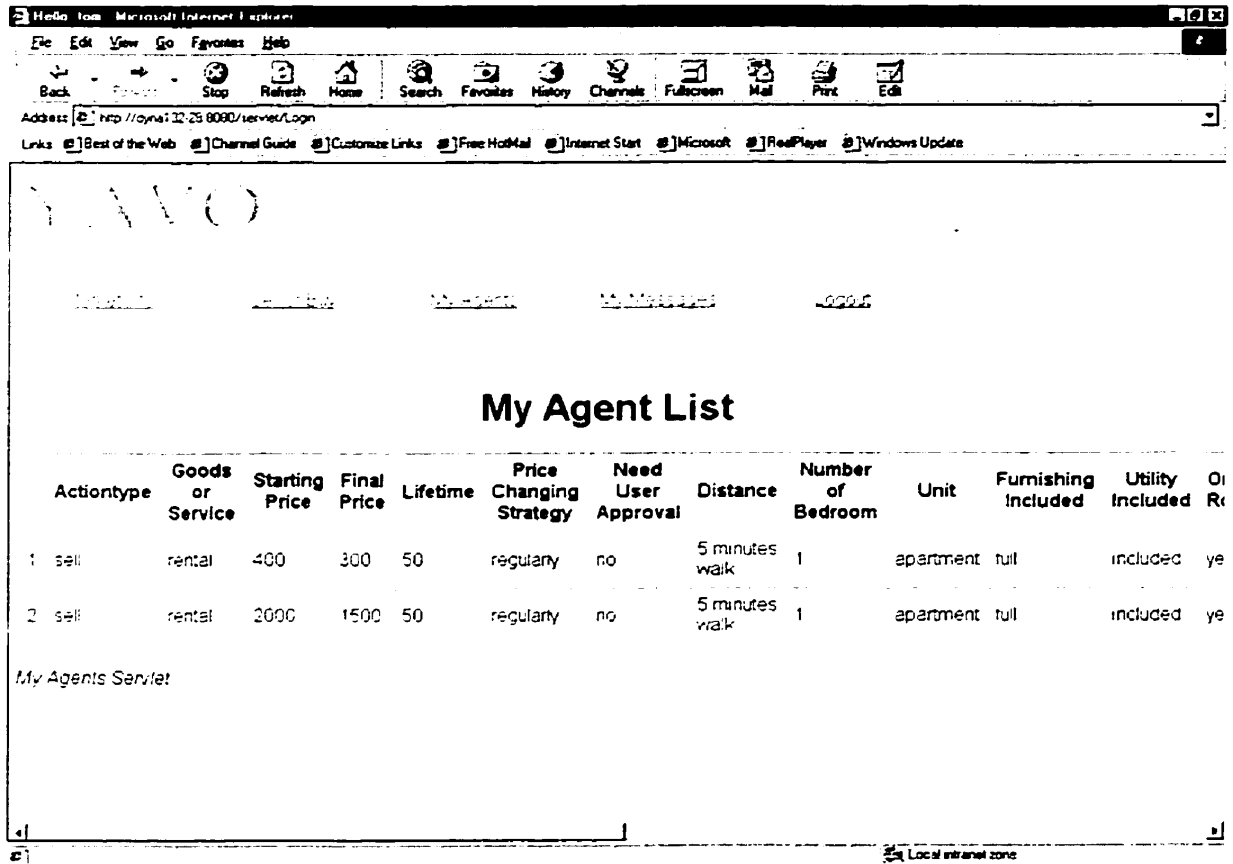 Hello Tom Microsoft Internet Explorer
File Edit View Go Favorites Help
Back Forward Stop Refresh Home Search Favorites History Channels Fullscreen Mail Print Edit
Address
Links Best of the Web Channel Guide Customize Links Free HotMail Internet Start Microsoft RealPlayer Windows Update
My Agents My Messages Logout
My Agent List
Actiontype Goods or Service Starting Price Final Price Lifetime Price Changing Strategy Need User Approval Distance Number of Bedroom Unit Furnishing Included Utility Included
1 sell rental 400 300 50 regularly no 5 minutes walk 1 apartment full included ye
2 sell rental 2000 1500 50 regularly no 5 minutes walk 1 apartment full included ye
My Agents Servlet
Local intranet zone